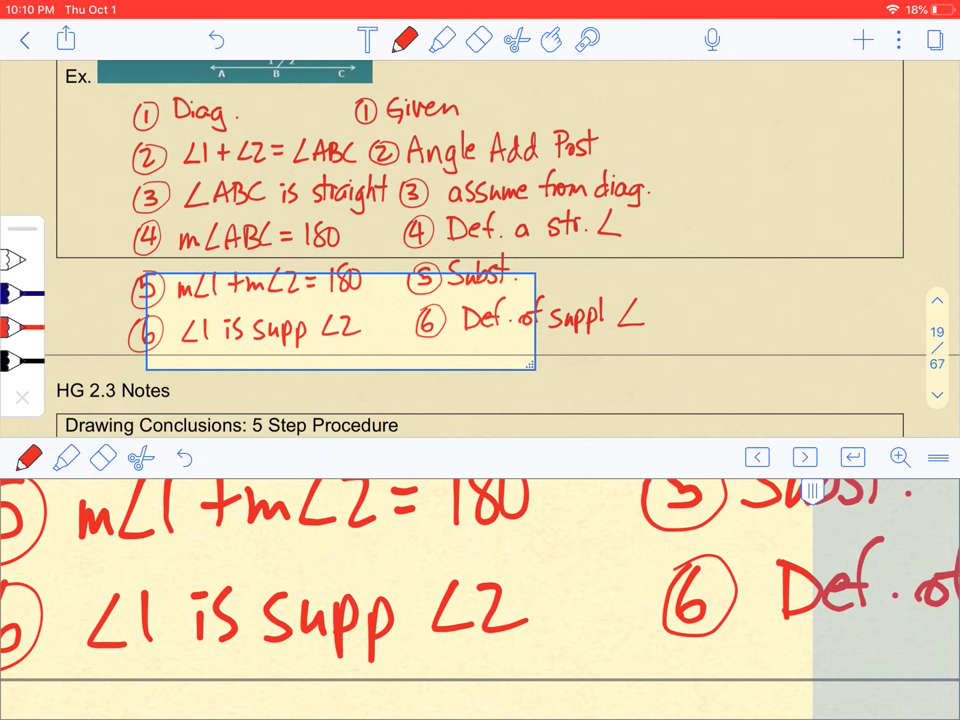 10:10 PM Thu Oct 1 18%
T
Ex.
1 2
A B C
① Diag. ① Given
② ∠1 + ∠2 = ∠ABC ② Angle Add Post
③ ∠ABC is straight ③ assume from diag.
④ m∠ABC = 180 ④ Def. a str. ∠
⑤ m∠1 + m∠2 = 180 ⑤ Subst.
⑥ ∠1 is supp ∠2 ⑥ Def. of suppl ∠
19
/
67
HG 2.3 Notes
Drawing Conclusions: 5 Step Procedure
⑤ m∠1 + m∠2 = 180 ⑤ Subst.
⑥ ∠1 is supp ∠2 ⑥ Def. of